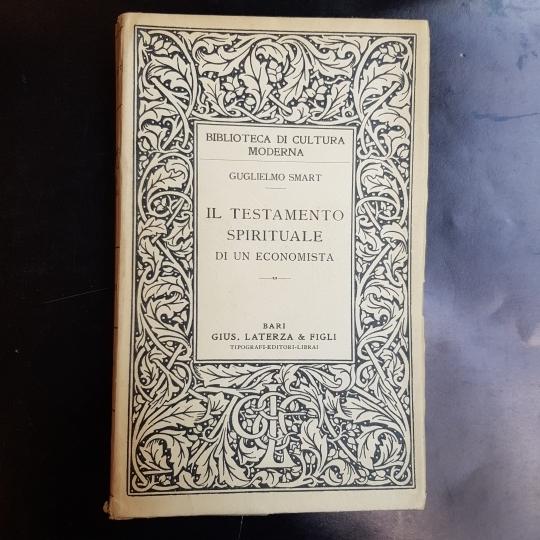 BIBLIOTECA DI CULTURA
MODERNA
GUGLIELMO SMART
IL TESTAMENTO
SPIRITUALE
DI UN ECONOMISTA
BARI
GIUS. LATERZA & FIGLI
TIPOGRAFI-EDITORI-LIBRAI